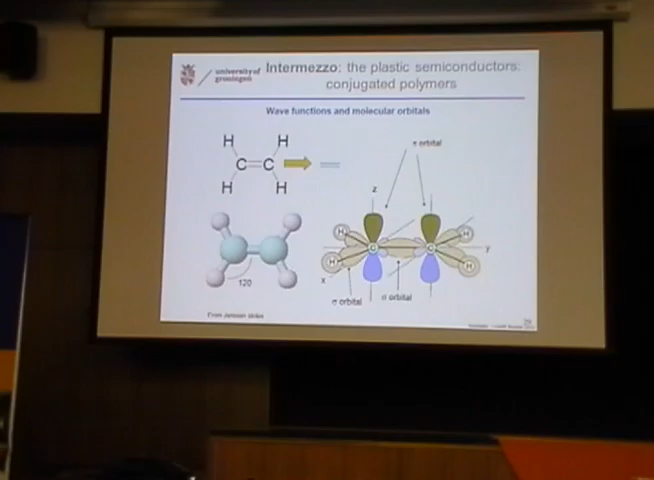 university of
groningen
Intermezzo: the plastic semiconductors:
conjugated polymers
Wave functions and molecular orbitals
H H
C=C
H H
π orbital
z
H H
C C
y
H H
x
120
σ orbital
σ orbital
From Janssen slides
29